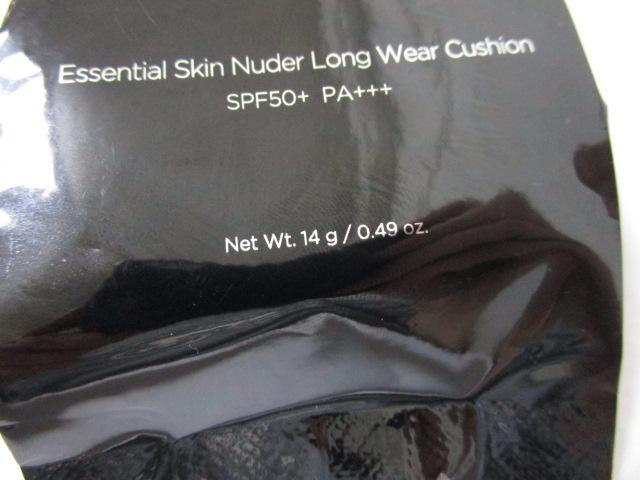 Essential Skin Nuder Long Wear Cushion
SPF50+ PA+++
Net Wt. 14 g / 0.49 oz.